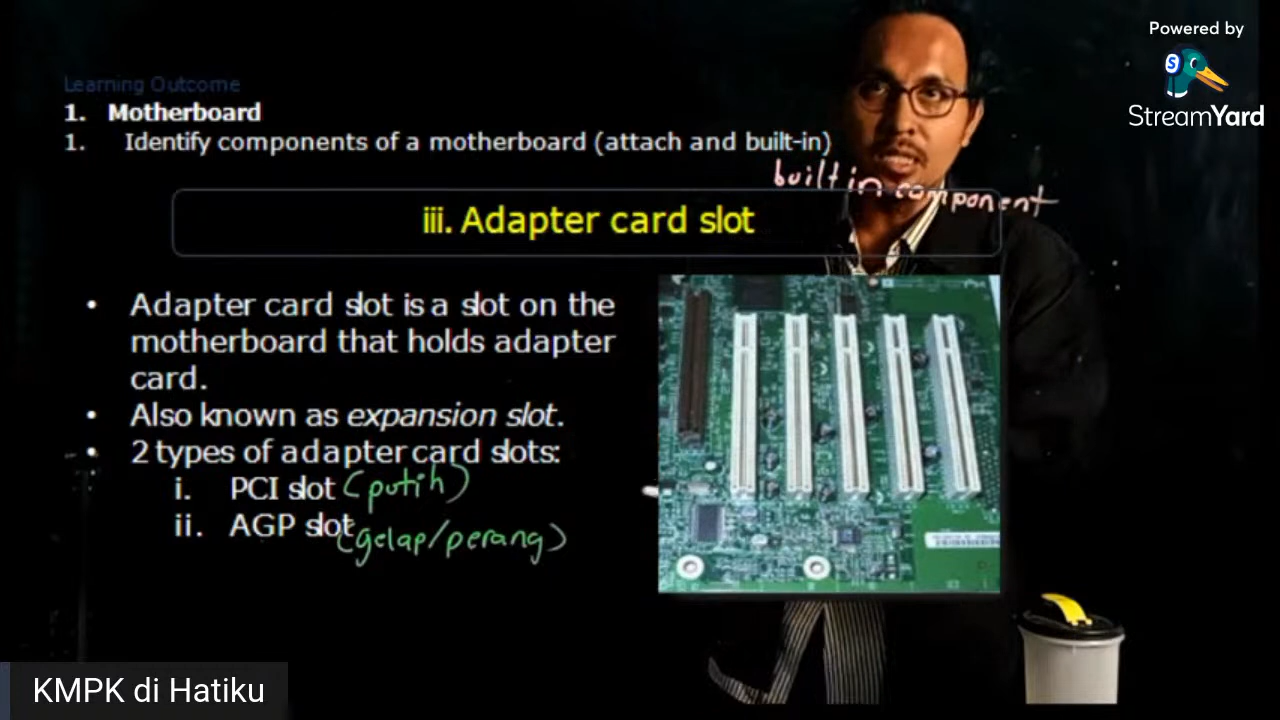 Powered by
StreamYard
Learning Outcome
1. Motherboard
1. Identify components of a motherboard (attach and built-in)
built in component
iii. Adapter card slot
• Adapter card slot is a slot on the
motherboard that holds adapter
card.
• Also known as expansion slot.
• 2 types of adapter card slots:
i. PCI slot (putih)
ii. AGP slot (gelap/perang)
KMPK di Hatiku